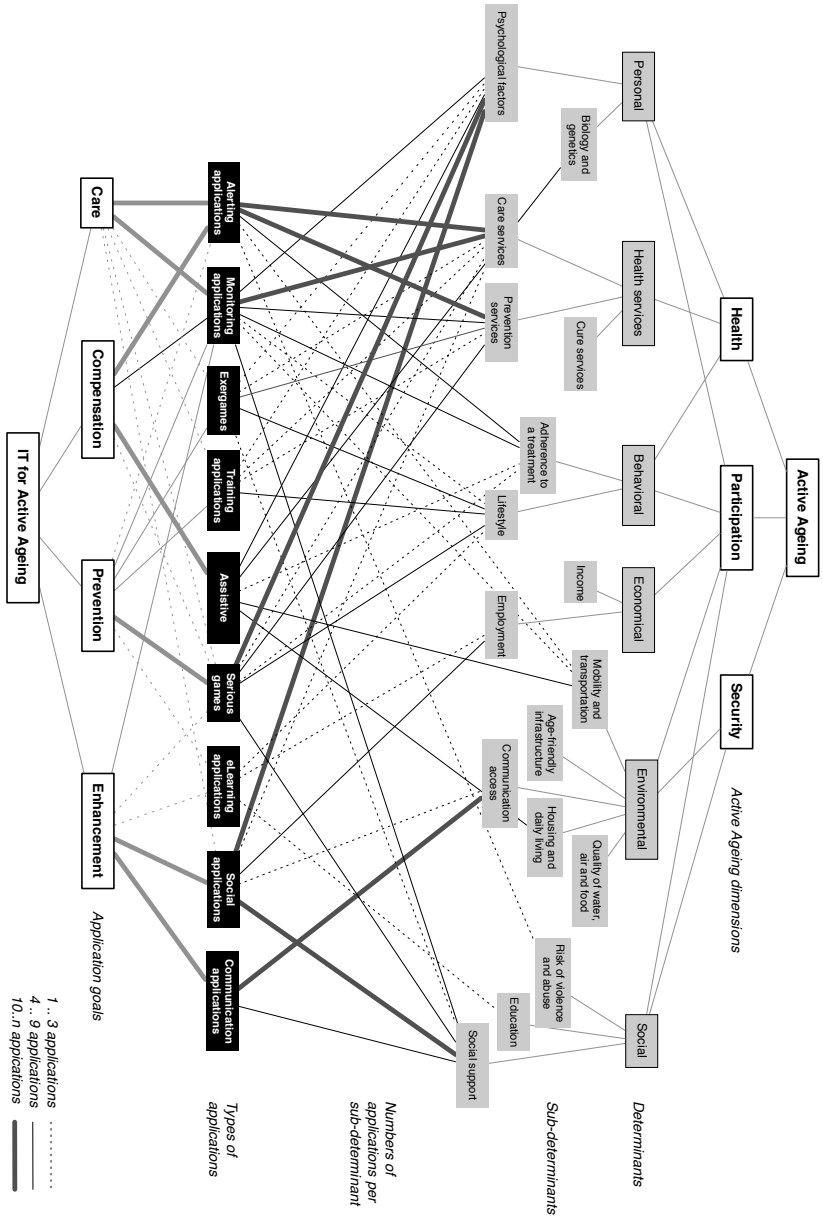 Active Ageing
Health
Participation
Security
Active Ageing dimensions
Personal
Health services
Behavioral
Economical
Environmental
Social
Determinants
Biology and
genetics
Cure services
Income
Mobility and
transportation
Quality of water,
air and food
Adherence to
a treatment
Age-friendly
infrastructure
Housing and
daily living
Risk of violence
and abuse
Sub-determinants
Psychological factors
Care services
Prevention
services
Lifestyle
Employment
Communication
access
Education
Social support
Numbers of
applications per
sub-determinant
Alerting
applications
Monitoring
applications
Exergames
Training
applications
Assistive
Serious
games
eLearning
applications
Social
applications
Communication
applications
Types of
applications
Care
Compensation
Prevention
Enhancement
Application goals
IT for Active Ageing
1 .. 3 applications
4 .. 9 applications
10..n appications